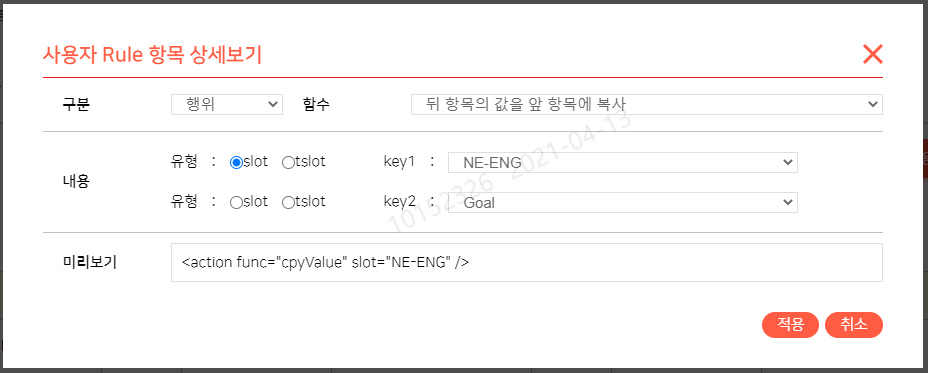 사용자 Rule 항목 상세보기
구분 행위 함수 뒤 항목의 값을 앞 항목에 복사
유형 : slot tslot key1 : NE-ENG
내용
유형 : slot tslot key2 : Goal
미리보기 <action func="cpyValue" slot="NE-ENG" />
적용 취소
10152326 2021-04-13